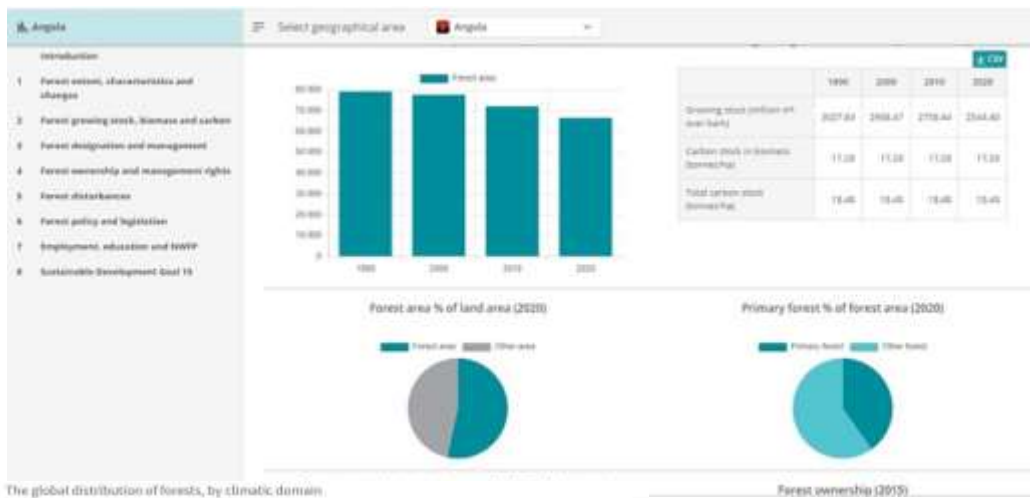 Angola
Select geographical area
Angola
Introduction
1 Forest extent, characteristics and
changes
2 Forest growing stock, biomass and carbon
3 Forest designation and management
4 Forest ownership and management rights
5 Forest disturbances
6 Forest policy and legislation
7 Employment, education and NWFP
8 Sustainable Development Goal 15
Forest area
80 000
70 000
60 000
50 000
40 000
30 000
20 000
10 000
0
1990 2000 2010 2020
CSV
1990 2000 2010 2020
Growing stock (million m³
over bark)
Carbon stock in biomass
(tonnes/ha)
Total carbon stock
(tonnes/ha)
Forest area % of land area (2020)
Forest area Other area
Primary forest % of forest area (2020)
Primary forest Other forest
The global distribution of forests, by climatic domain
Forest ownership (2015)